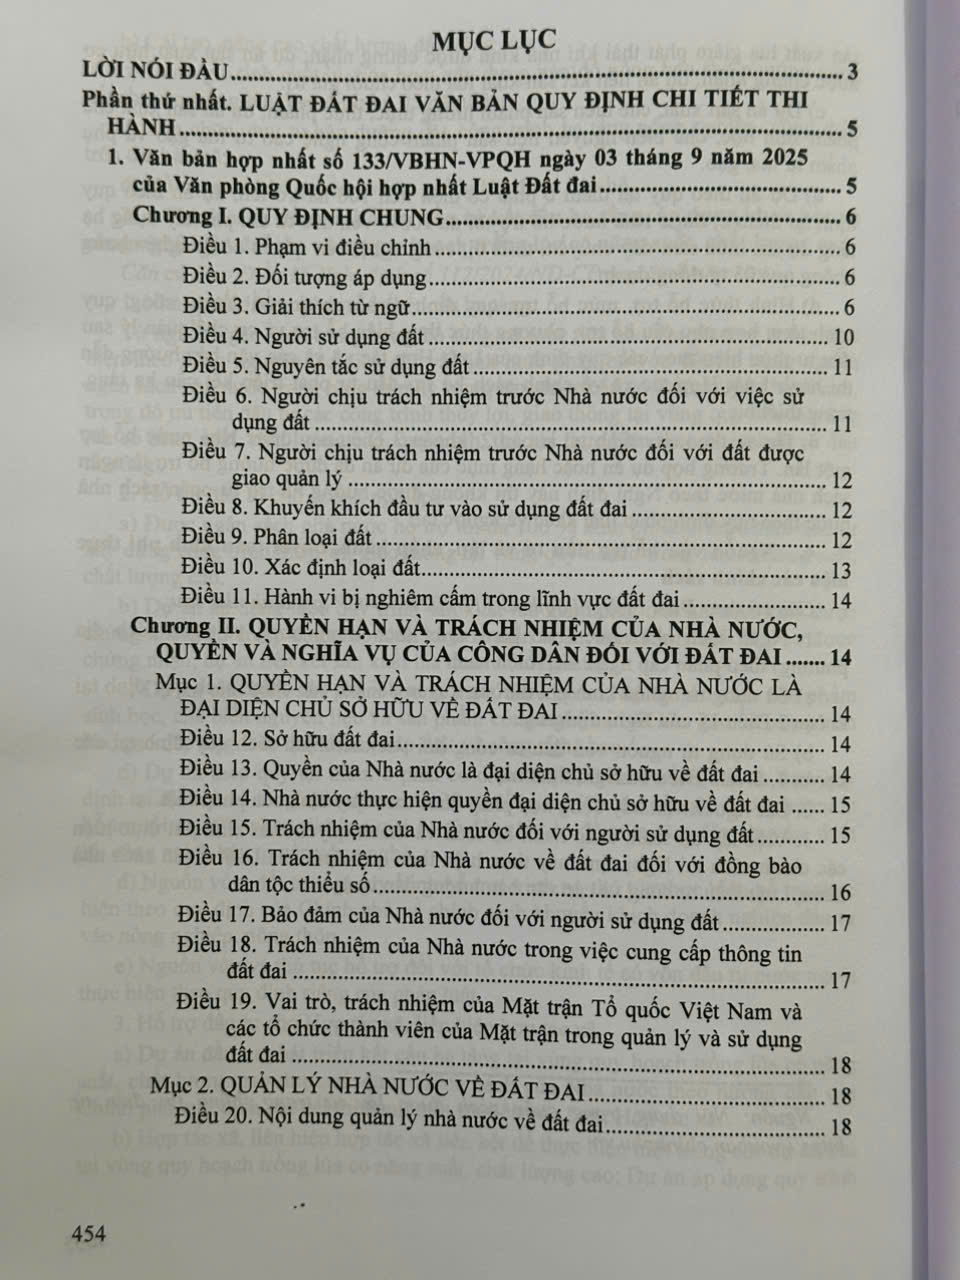 MỤC LỤC
LỜI NÓI ĐẦU.......... 3
Phần thứ nhất. LUẬT ĐẤT ĐAI VĂN BẢN QUY ĐỊNH CHI TIẾT THI
HÀNH.......... 5
1. Văn bản hợp nhất số 133/VBHN-VPQH ngày 03 tháng 9 năm 2025
của Văn phòng Quốc hội hợp nhất Luật Đất đai.......... 5
Chương I. QUY ĐỊNH CHUNG.......... 6
Điều 1. Phạm vi điều chỉnh.......... 6
Điều 2. Đối tượng áp dụng.......... 6
Điều 3. Giải thích từ ngữ.......... 6
Điều 4. Người sử dụng đất.......... 10
Điều 5. Nguyên tắc sử dụng đất.......... 11
Điều 6. Người chịu trách nhiệm trước Nhà nước đối với việc sử
dụng đất.......... 11
Điều 7. Người chịu trách nhiệm trước Nhà nước đối với đất được
giao quản lý.......... 12
Điều 8. Khuyến khích đầu tư vào sử dụng đất đai.......... 12
Điều 9. Phân loại đất.......... 12
Điều 10. Xác định loại đất.......... 13
Điều 11. Hành vi bị nghiêm cấm trong lĩnh vực đất đai.......... 14
Chương II. QUYỀN HẠN VÀ TRÁCH NHIỆM CỦA NHÀ NƯỚC,
QUYỀN VÀ NGHĨA VỤ CỦA CÔNG DÂN ĐỐI VỚI ĐẤT ĐAI....... 14
Mục 1. QUYỀN HẠN VÀ TRÁCH NHIỆM CỦA NHÀ NƯỚC LÀ
ĐẠI DIỆN CHỦ SỞ HỮU VỀ ĐẤT ĐAI.......... 14
Điều 12. Sở hữu đất đai.......... 14
Điều 13. Quyền của Nhà nước là đại diện chủ sở hữu về đất đai.......... 14
Điều 14. Nhà nước thực hiện quyền đại diện chủ sở hữu về đất đai ...... 15
Điều 15. Trách nhiệm của Nhà nước đối với người sử dụng đất.......... 15
Điều 16. Trách nhiệm của Nhà nước về đất đai đối với đồng bào
dân tộc thiểu số.......... 16
Điều 17. Bảo đảm của Nhà nước đối với người sử dụng đất.......... 17
Điều 18. Trách nhiệm của Nhà nước trong việc cung cấp thông tin
đất đai.......... 17
Điều 19. Vai trò, trách nhiệm của Mặt trận Tổ quốc Việt Nam và
các tổ chức thành viên của Mặt trận trong quản lý và sử dụng
đất đai.......... 18
Mục 2. QUẢN LÝ NHÀ NƯỚC VỀ ĐẤT ĐAI.......... 18
Điều 20. Nội dung quản lý nhà nước về đất đai.......... 18
454